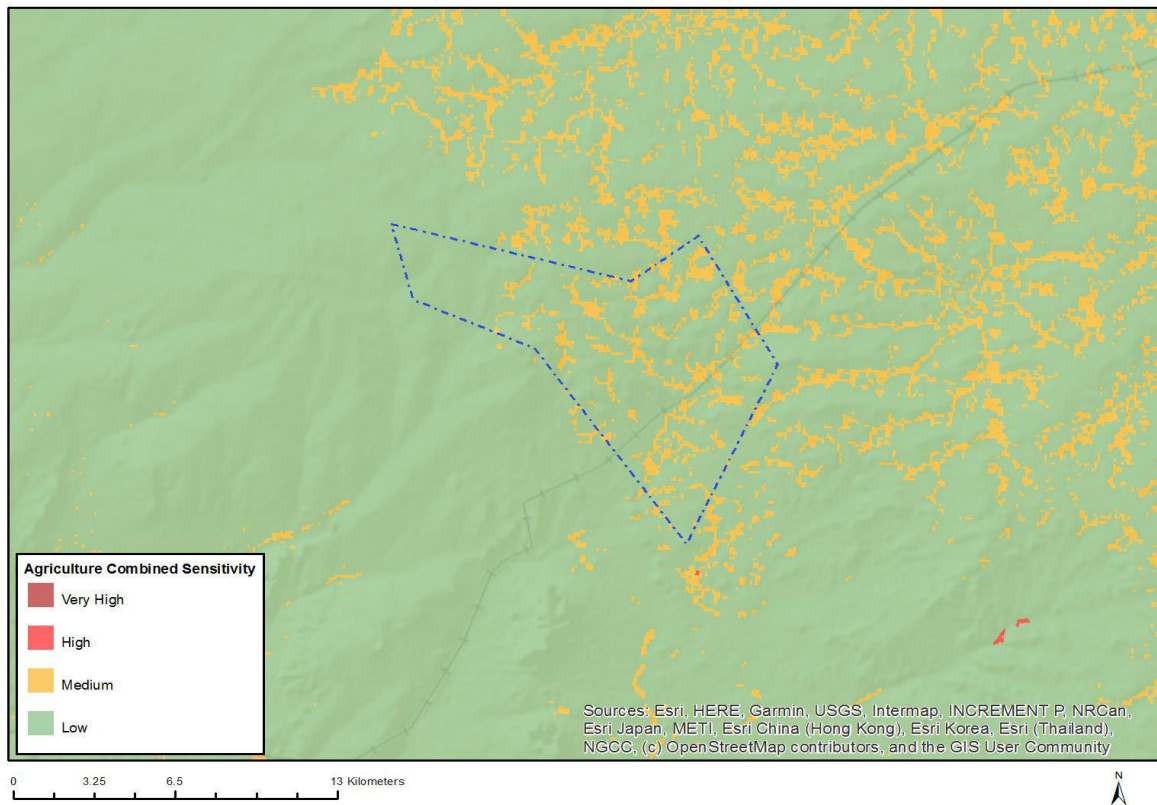 Agriculture Combined Sensitivity
Very High
High
Medium
Low
Sources: Esri, HERE, Garmin, USGS, Intermap, INCREMENT P, NRCan,
Esri Japan, METI, Esri China (Hong Kong), Esri Korea, Esri (Thailand),
NGCC, (c) OpenStreetMap contributors, and the GIS User Community
0 3.25 6.5 13 Kilometers
N